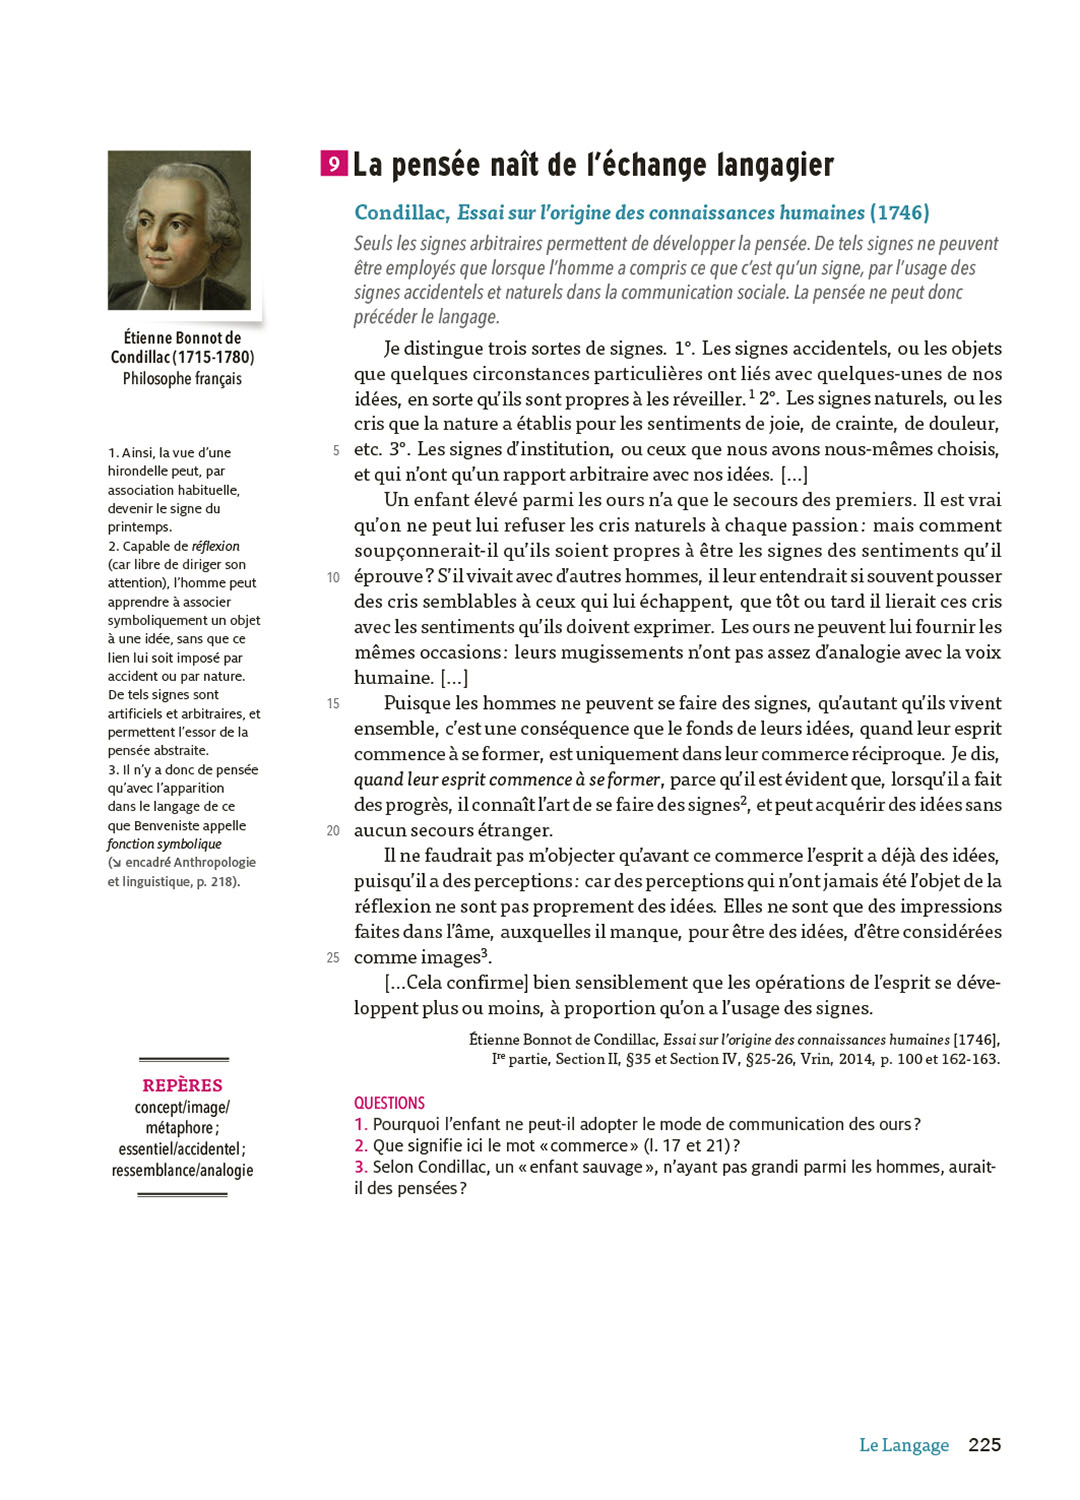 9 La pensée naît de l'échange langagier
Condillac, Essai sur l'origine des connaissances humaines (1746)
Seuls les signes arbitraires permettent de développer la pensée. De tels signes ne peuvent
être employés que lorsque l'homme a compris ce que c'est qu'un signe, par l'usage des
signes accidentels et naturels dans la communication sociale. La pensée ne peut donc
précéder le langage.
Je distingue trois sortes de signes. 1°. Les signes accidentels, ou les objets
que quelques circonstances particulières ont liés avec quelques-unes de nos
idées, en sorte qu'ils sont propres à les réveiller.¹ 2°. Les signes naturels, ou les
cris que la nature a établis pour les sentiments de joie, de crainte, de douleur,
5 etc. 3°. Les signes d'institution, ou ceux que nous avons nous-mêmes choisis,
et qui n'ont qu'un rapport arbitraire avec nos idées. [...]
Un enfant élevé parmi les ours n'a que le secours des premiers. Il est vrai
qu'on ne peut lui refuser les cris naturels à chaque passion : mais comment
soupçonnerait-il qu'ils soient propres à être les signes des sentiments qu'il
10 éprouve ? S'il vivait avec d'autres hommes, il leur entendrait si souvent pousser
des cris semblables à ceux qui lui échappent, que tôt ou tard il lierait ces cris
avec les sentiments qu'ils doivent exprimer. Les ours ne peuvent lui fournir les
mêmes occasions : leurs mugissements n'ont pas assez d'analogie avec la voix
humaine. [...]
15 Puisque les hommes ne peuvent se faire des signes, qu'autant qu'ils vivent
ensemble, c'est une conséquence que le fonds de leurs idées, quand leur esprit
commence à se former, est uniquement dans leur commerce réciproque. Je dis,
quand leur esprit commence à se former, parce qu'il est évident que, lorsqu'il a fait
des progrès, il connaît l'art de se faire des signes², et peut acquérir des idées sans
20 aucun secours étranger.
Il ne faudrait pas m'objecter qu'avant ce commerce l'esprit a déjà des idées,
puisqu'il a des perceptions : car des perceptions qui n'ont jamais été l'objet de la
réflexion ne sont pas proprement des idées. Elles ne sont que des impressions
faites dans l'âme, auxquelles il manque, pour être des idées, d'être considérées
25 comme images³.
[...Cela confirme] bien sensiblement que les opérations de l'esprit se déve-
loppent plus ou moins, à proportion qu'on a l'usage des signes.
Étienne Bonnot de Condillac, Essai sur l'origine des connaissances humaines [1746],
Iʳᵉ partie, Section II, §35 et Section IV, §25-26, Vrin, 2014, p. 100 et 162-163.
QUESTIONS
1. Pourquoi l'enfant ne peut-il adopter le mode de communication des ours ?
2. Que signifie ici le mot « commerce » (l. 17 et 21) ?
3. Selon Condillac, un « enfant sauvage », n'ayant pas grandi parmi les hommes, aurait-
il des pensées ?
Étienne Bonnot de
Condillac (1715-1780)
Philosophe français
1. Ainsi, la vue d'une
hirondelle peut, par
association habituelle,
devenir le signe du
printemps.
2. Capable de réflexion
(car libre de diriger son
attention), l'homme peut
apprendre à associer
symboliquement un objet
à une idée, sans que ce
lien lui soit imposé par
accident ou par nature.
De tels signes sont
artificiels et arbitraires, et
permettent l'essor de la
pensée abstraite.
3. Il n'y a donc de pensée
qu'avec l'apparition
dans le langage de ce
que Benveniste appelle
fonction symbolique
(↘ encadré Anthropologie
et linguistique, p. 218).
REPÈRES
concept/image/
métaphore ;
essentiel/accidentel ;
ressemblance/analogie
Le Langage 225